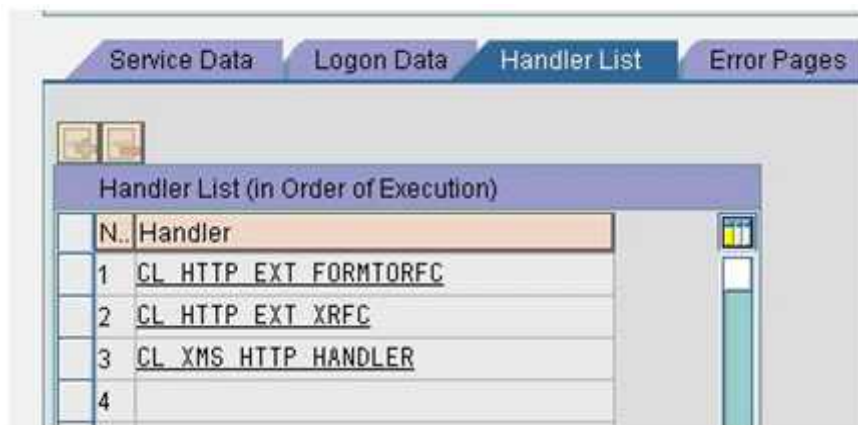 Service Data Logon Data Handler List Error Pages
Handler List (in Order of Execution)
N.. Handler
1 CL_HTTP_EXT_FORMTORFC
2 CL_HTTP_EXT_XRFC
3 CL_XMS_HTTP_HANDLER
4